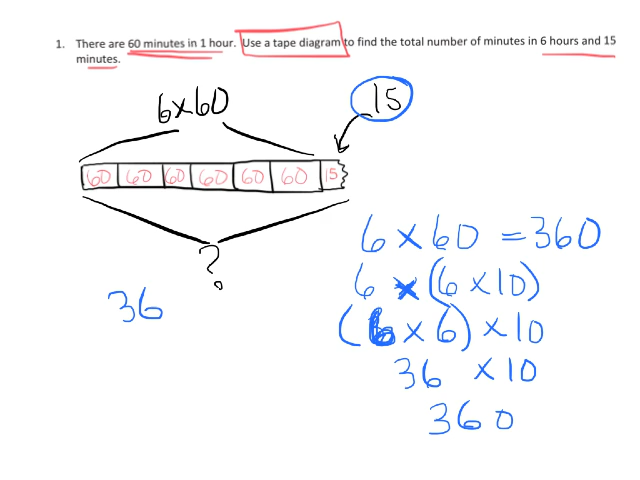 1. There are 60 minutes in 1 hour. Use a tape diagram to find the total number of minutes in 6 hours and 15
minutes.
6x60
15
60 60 60 60 60 60 15
?
6 × 60 = 360
6 × (6 × 10)
(6 × 6) × 10
36 × 10
360
36